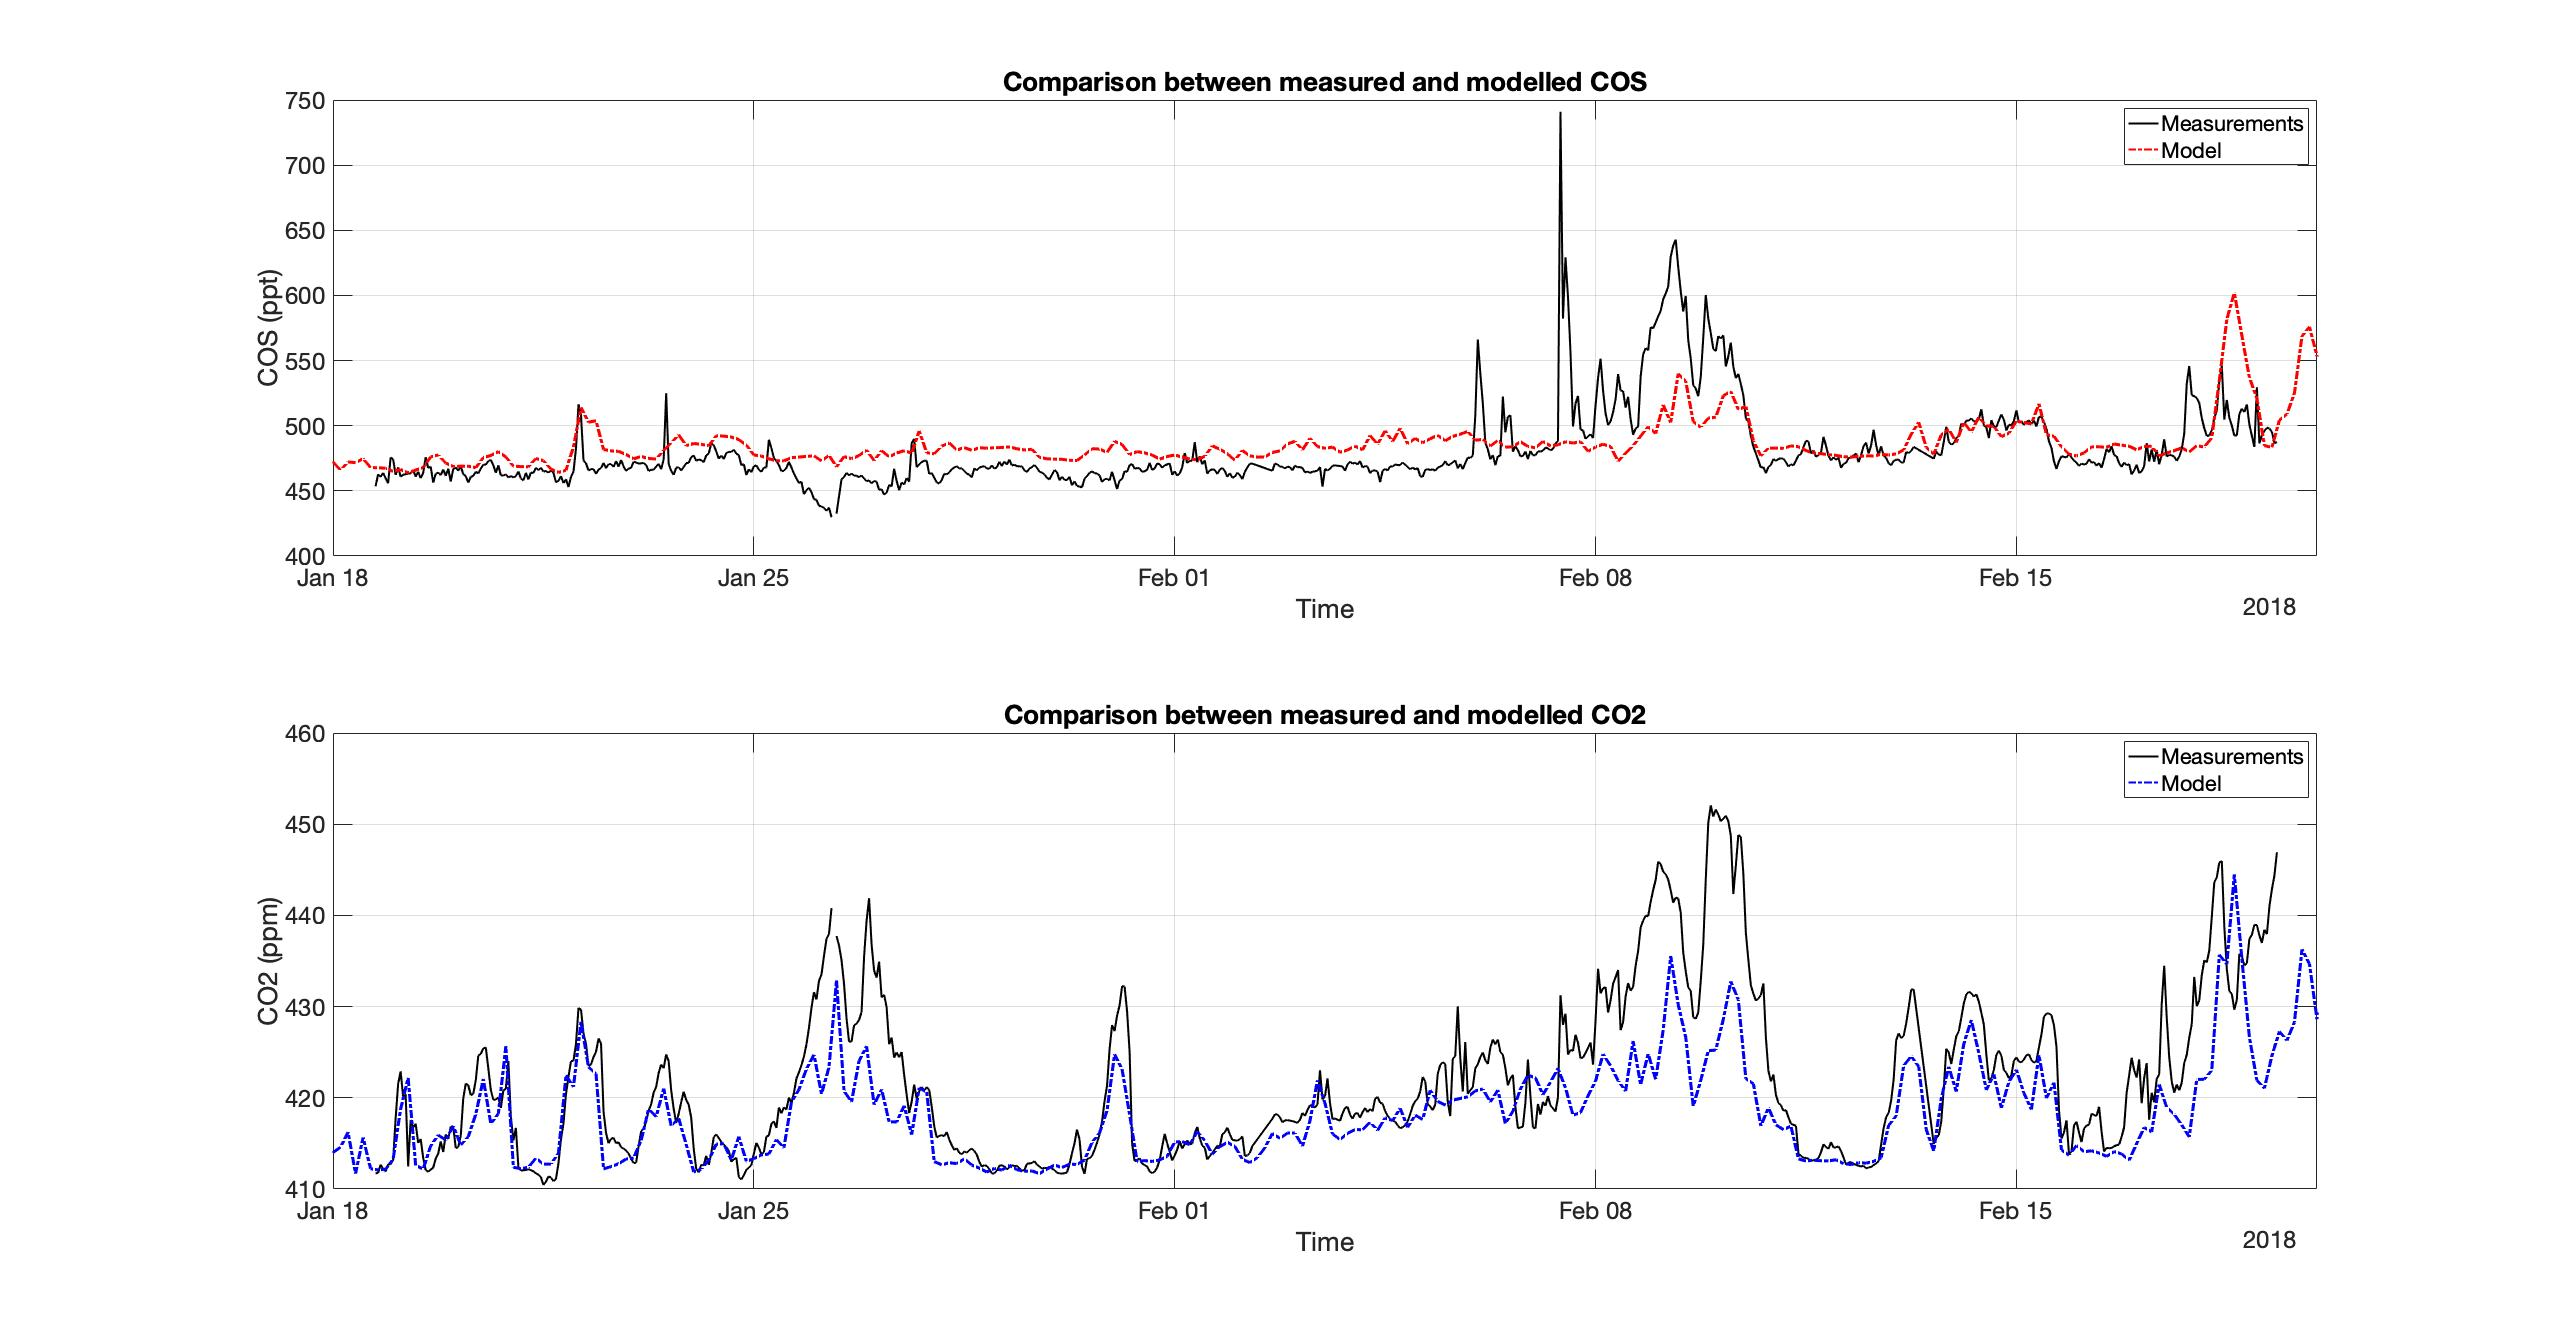 Comparison between measured and modelled COS
750
700
650
600
550
500
450
400
COS (ppt)
Measurements
Model
Jan 18
Jan 25
Feb 01
Feb 08
Feb 15
Time
2018
Comparison between measured and modelled CO2
460
450
440
430
420
410
CO2 (ppm)
Measurements
Model
Jan 18
Jan 25
Feb 01
Feb 08
Feb 15
Time
2018